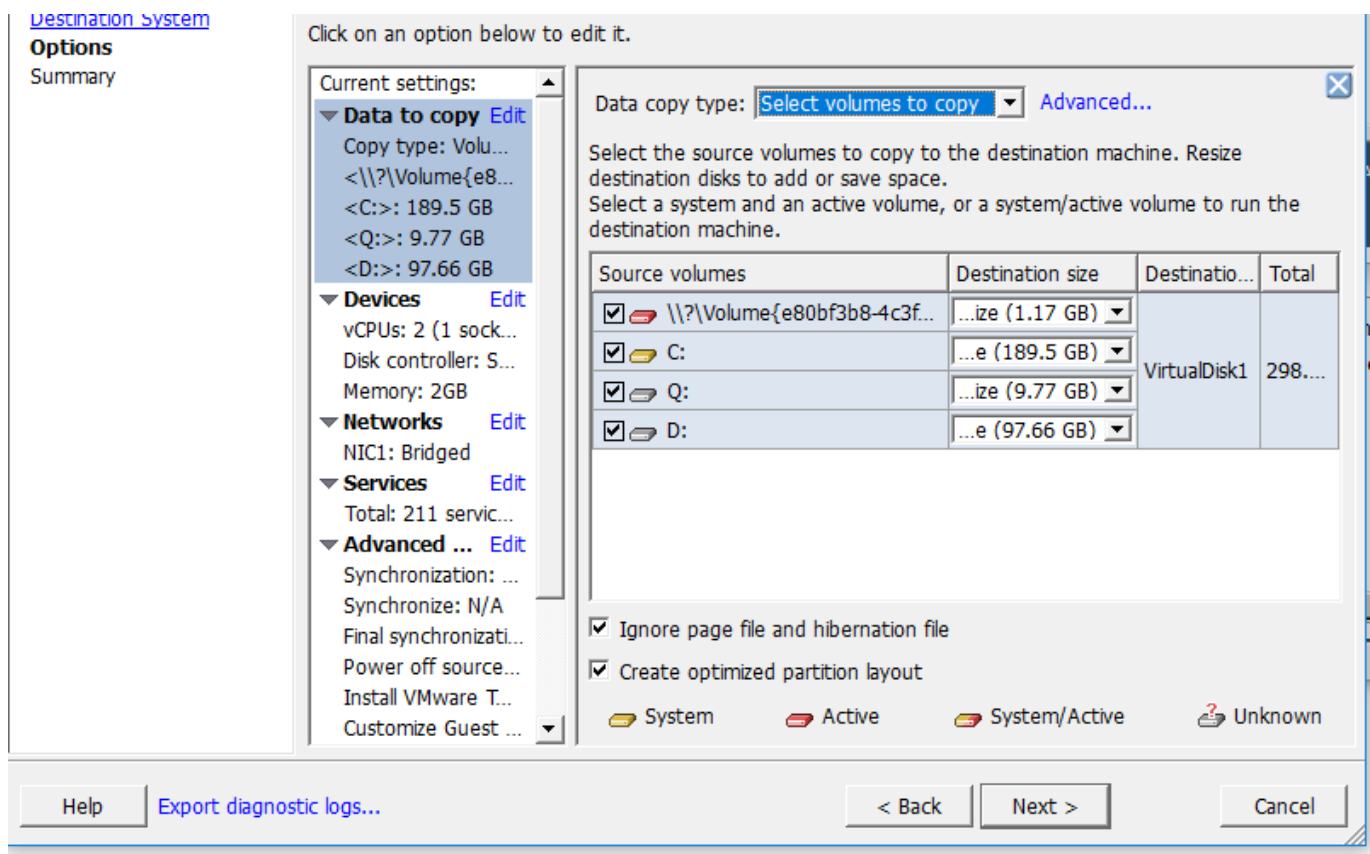 Destination System
Options
Summary
Click on an option below to edit it.
Current settings:
Data to copy Edit
Copy type: Volu...
<\\?\Volume{e8...
<C:>: 189.5 GB
<Q:>: 9.77 GB
<D:>: 97.66 GB
Devices Edit
vCPUs: 2 (1 sock...
Disk controller: S...
Memory: 2GB
Networks Edit
NIC1: Bridged
Services Edit
Total: 211 servic...
Advanced ... Edit
Synchronization: ...
Synchronize: N/A
Final synchronizati...
Power off source...
Install VMware T...
Customize Guest ...
Data copy type: Select volumes to copy Advanced...
Select the source volumes to copy to the destination machine. Resize
destination disks to add or save space.
Select a system and an active volume, or a system/active volume to run the
destination machine.
Source volumes Destination size Destinatio... Total
\\?\Volume{e80bf3b8-4c3f... ...ize (1.17 GB)
C: ...e (189.5 GB)
VirtualDisk1 298....
Q: ...ize (9.77 GB)
D: ...e (97.66 GB)
Ignore page file and hibernation file
Create optimized partition layout
System Active System/Active Unknown
Help Export diagnostic logs... < Back Next > Cancel